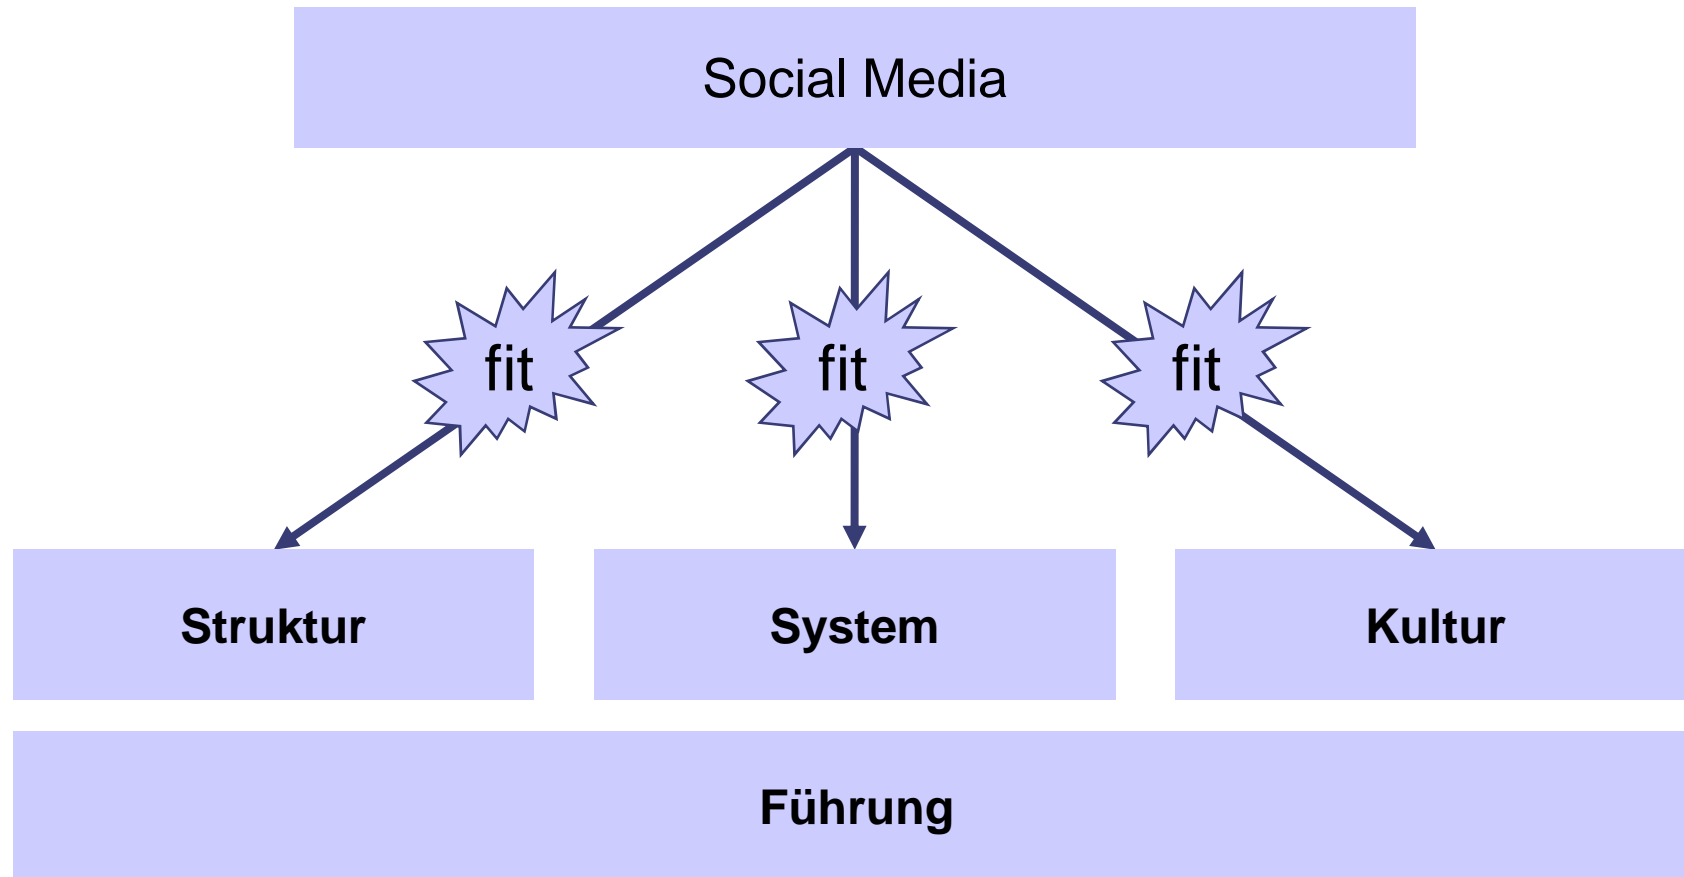 Social Media
fit
fit
fit
Struktur
System
Kultur
Führung